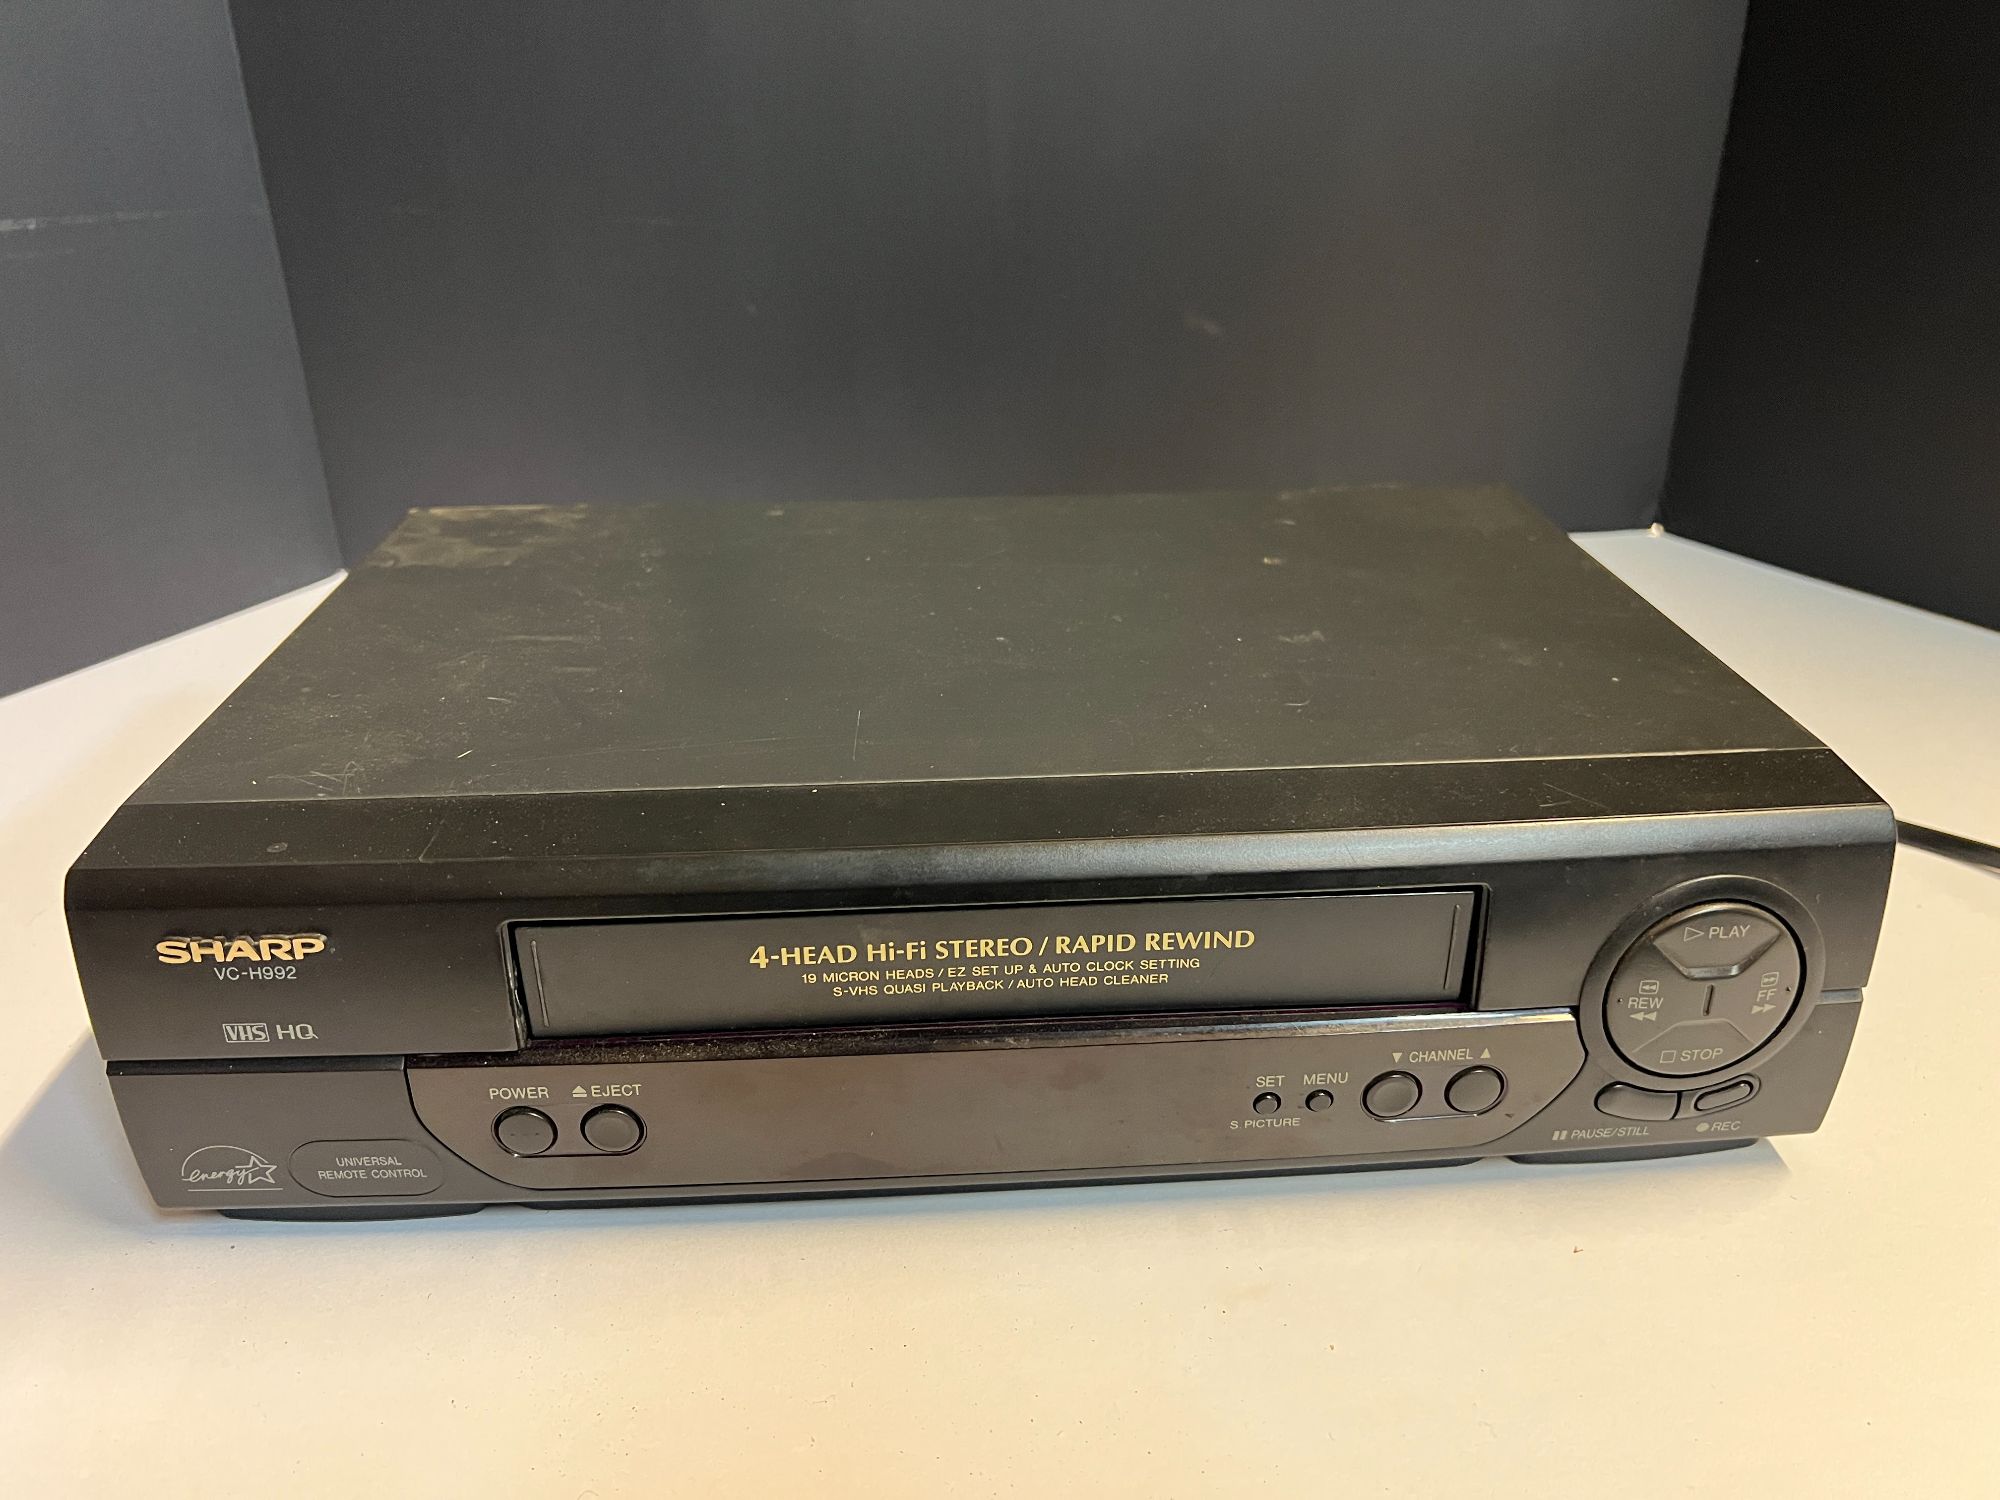 SHARP
VC-H992
VHS HQ
4-HEAD Hi-Fi STEREO / RAPID REWIND
19 MICRON HEADS / EZ SET UP & AUTO CLOCK SETTING
S-VHS QUASI PLAYBACK / AUTO HEAD CLEANER
▷ PLAY
REW
◀◀
FF
▶▶
□ STOP
POWER
⏏ EJECT
SET
MENU
S. PICTURE
▼ CHANNEL ▲
❚❚ PAUSE/STILL
● REC
energy
UNIVERSAL
REMOTE CONTROL